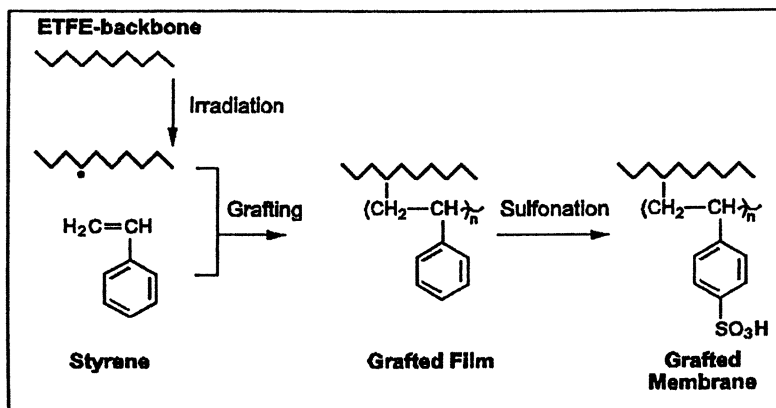 ETFE-backbone
Irradiation
H₂C=CH
Grafting
Styrene
(CH₂—CH)n
Grafted Film
Sulfonation
(CH₂—CH)n
SO₃H
Grafted
Membrane